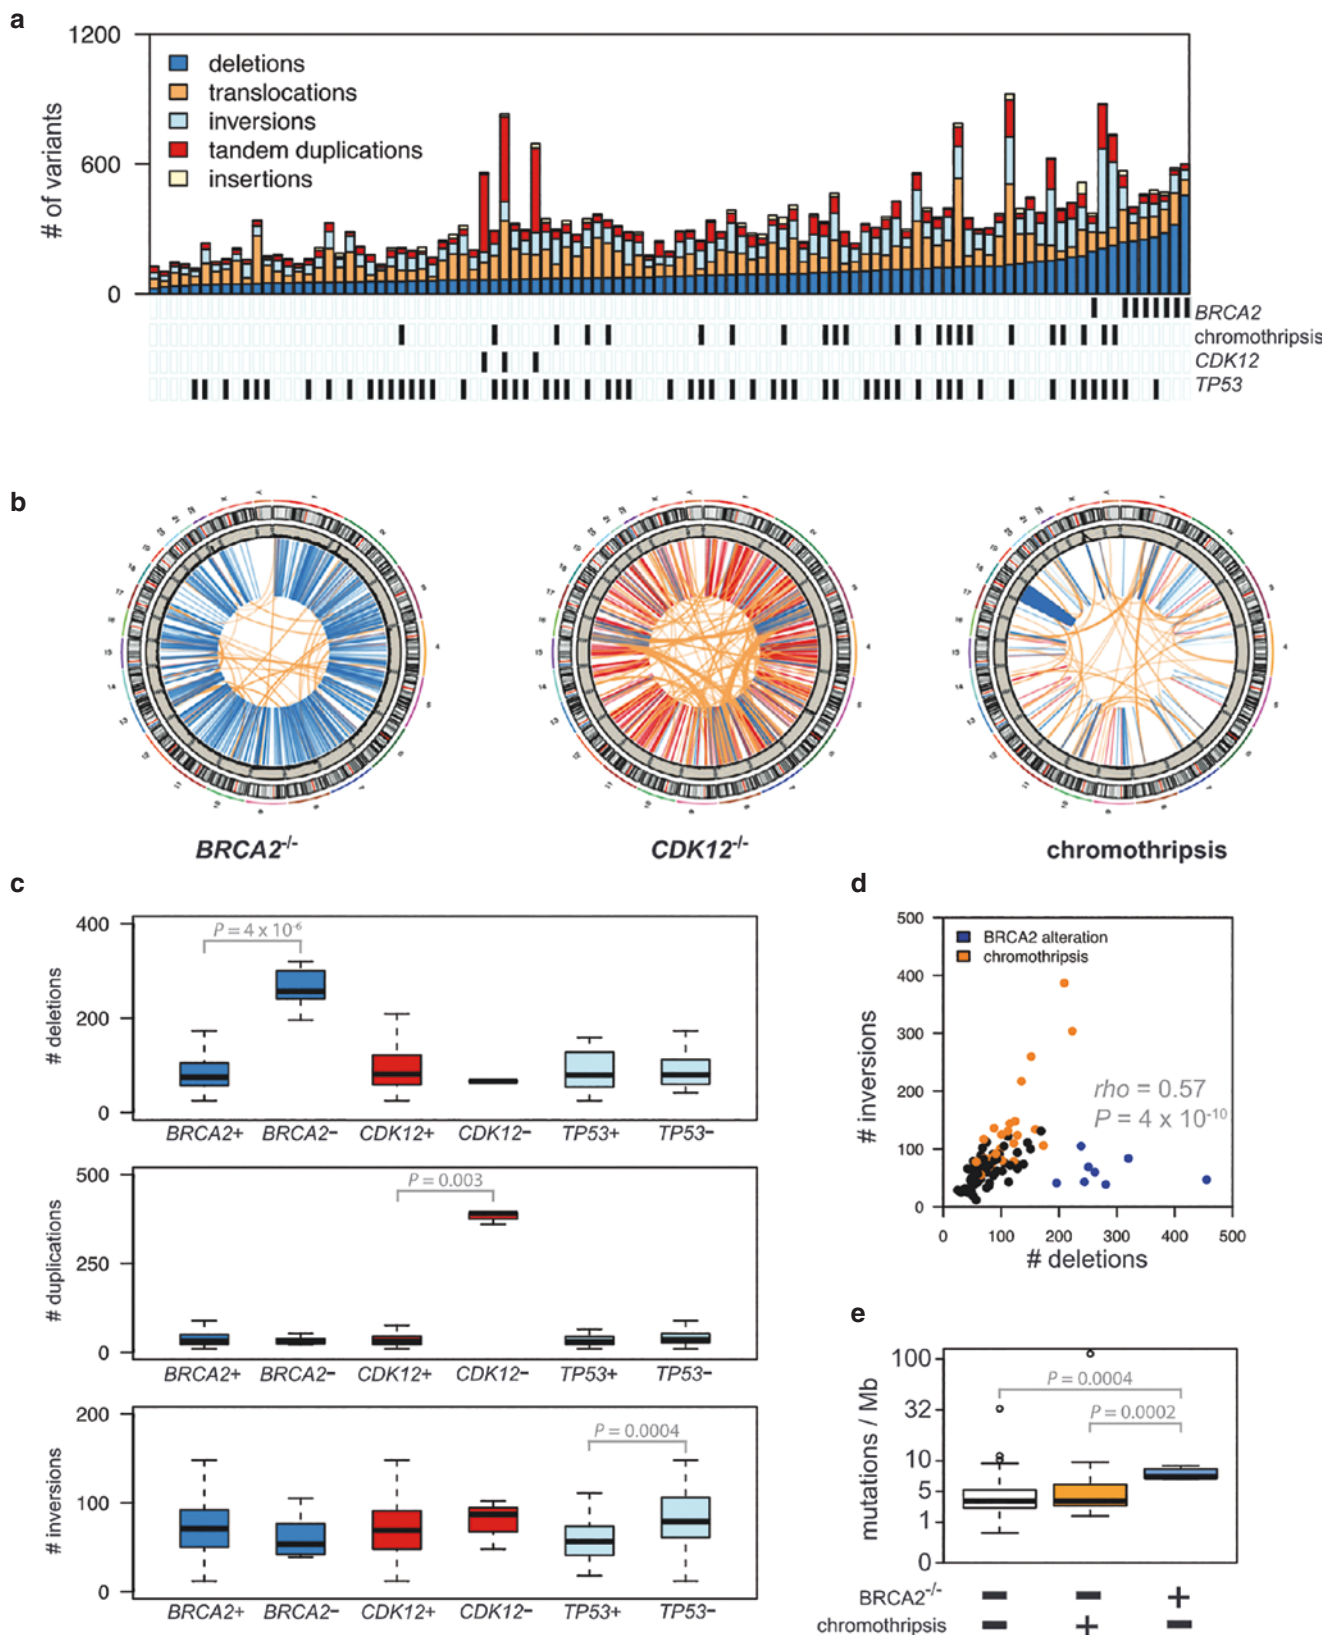 a
1200
600
0
# of variants
deletions
translocations
inversions
tandem duplications
insertions
BRCA2
chromothripsis
CDK12
TP53
b
BRCA2-/-
CDK12-/-
chromothripsis
c
400
200
0
# deletions
P = 4 x 10-6
BRCA2+ BRCA2− CDK12+ CDK12− TP53+ TP53−
500
250
0
# duplications
P = 0.003
BRCA2+ BRCA2− CDK12+ CDK12− TP53+ TP53−
200
100
0
# inversions
P = 0.0004
BRCA2+ BRCA2− CDK12+ CDK12− TP53+ TP53−
d
500
400
300
200
100
0
# inversions
BRCA2 alteration
chromothripsis
rho = 0.57
P = 4 x 10-10
0 100 200 300 400 500
# deletions
e
100
32
10
5
1
0
mutations / Mb
P = 0.0004
P = 0.0002
BRCA2-/- − − +
chromothripsis − + −